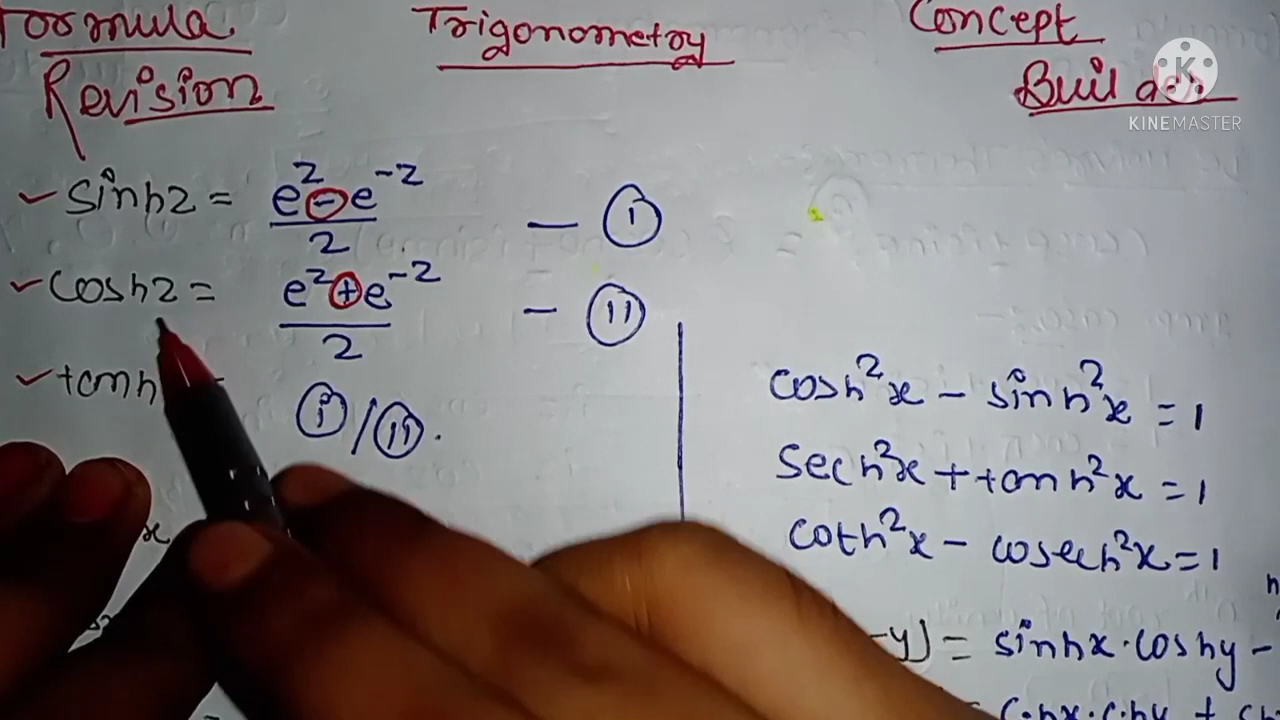 Formula Revision
Trigonometry
Concept Builder
KINEMASTER
✓ sinhz = e^z - e^-z / 2 - (i)
✓ coshz = e^z + e^-z / 2 - (ii)
✓ tanh (i) / (ii).
cosh²x - sinh²x = 1
sech²x + tanh²x = 1
coth²x - cosech²x = 1
-y) = sinhx.coshy -
x